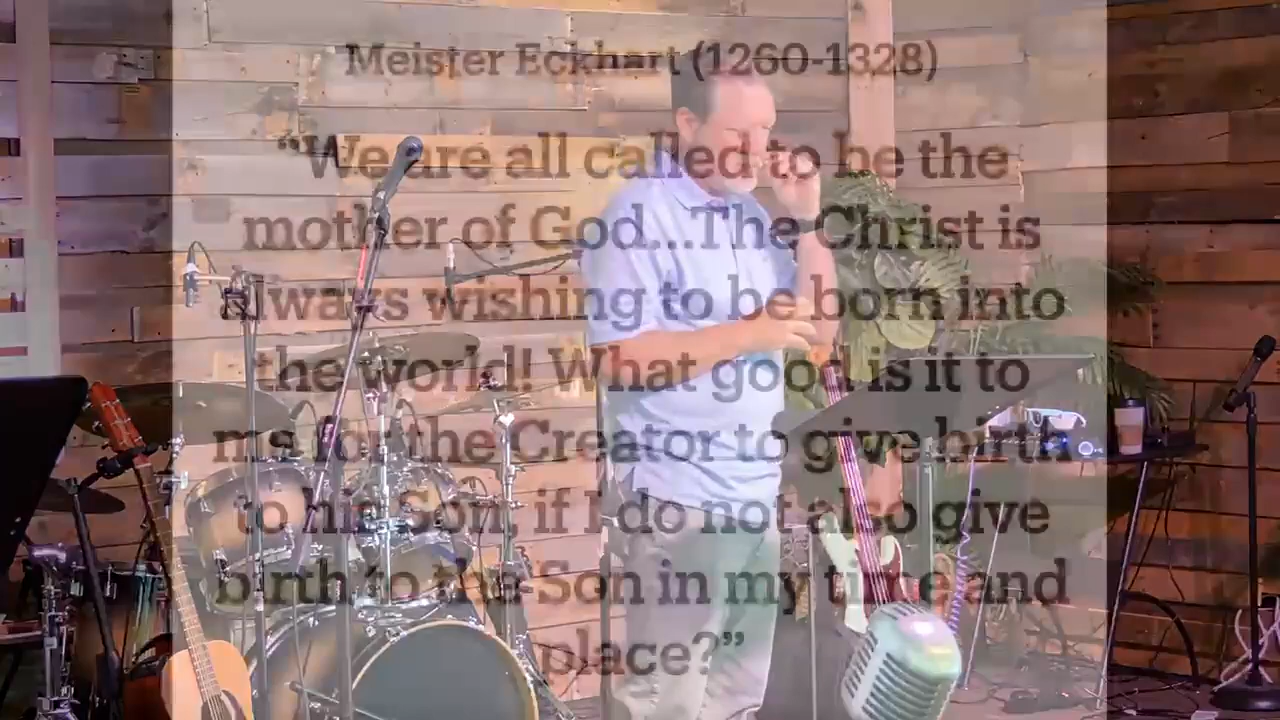 Meister Eckhart (1260-1328)
“We are all called to be the
mother of God...The Christ is
always wishing to be born into
the world! What good is it to
me for the Creator to give birth
to his Son, if I do not also give
birth to the Son in my time and
place?”